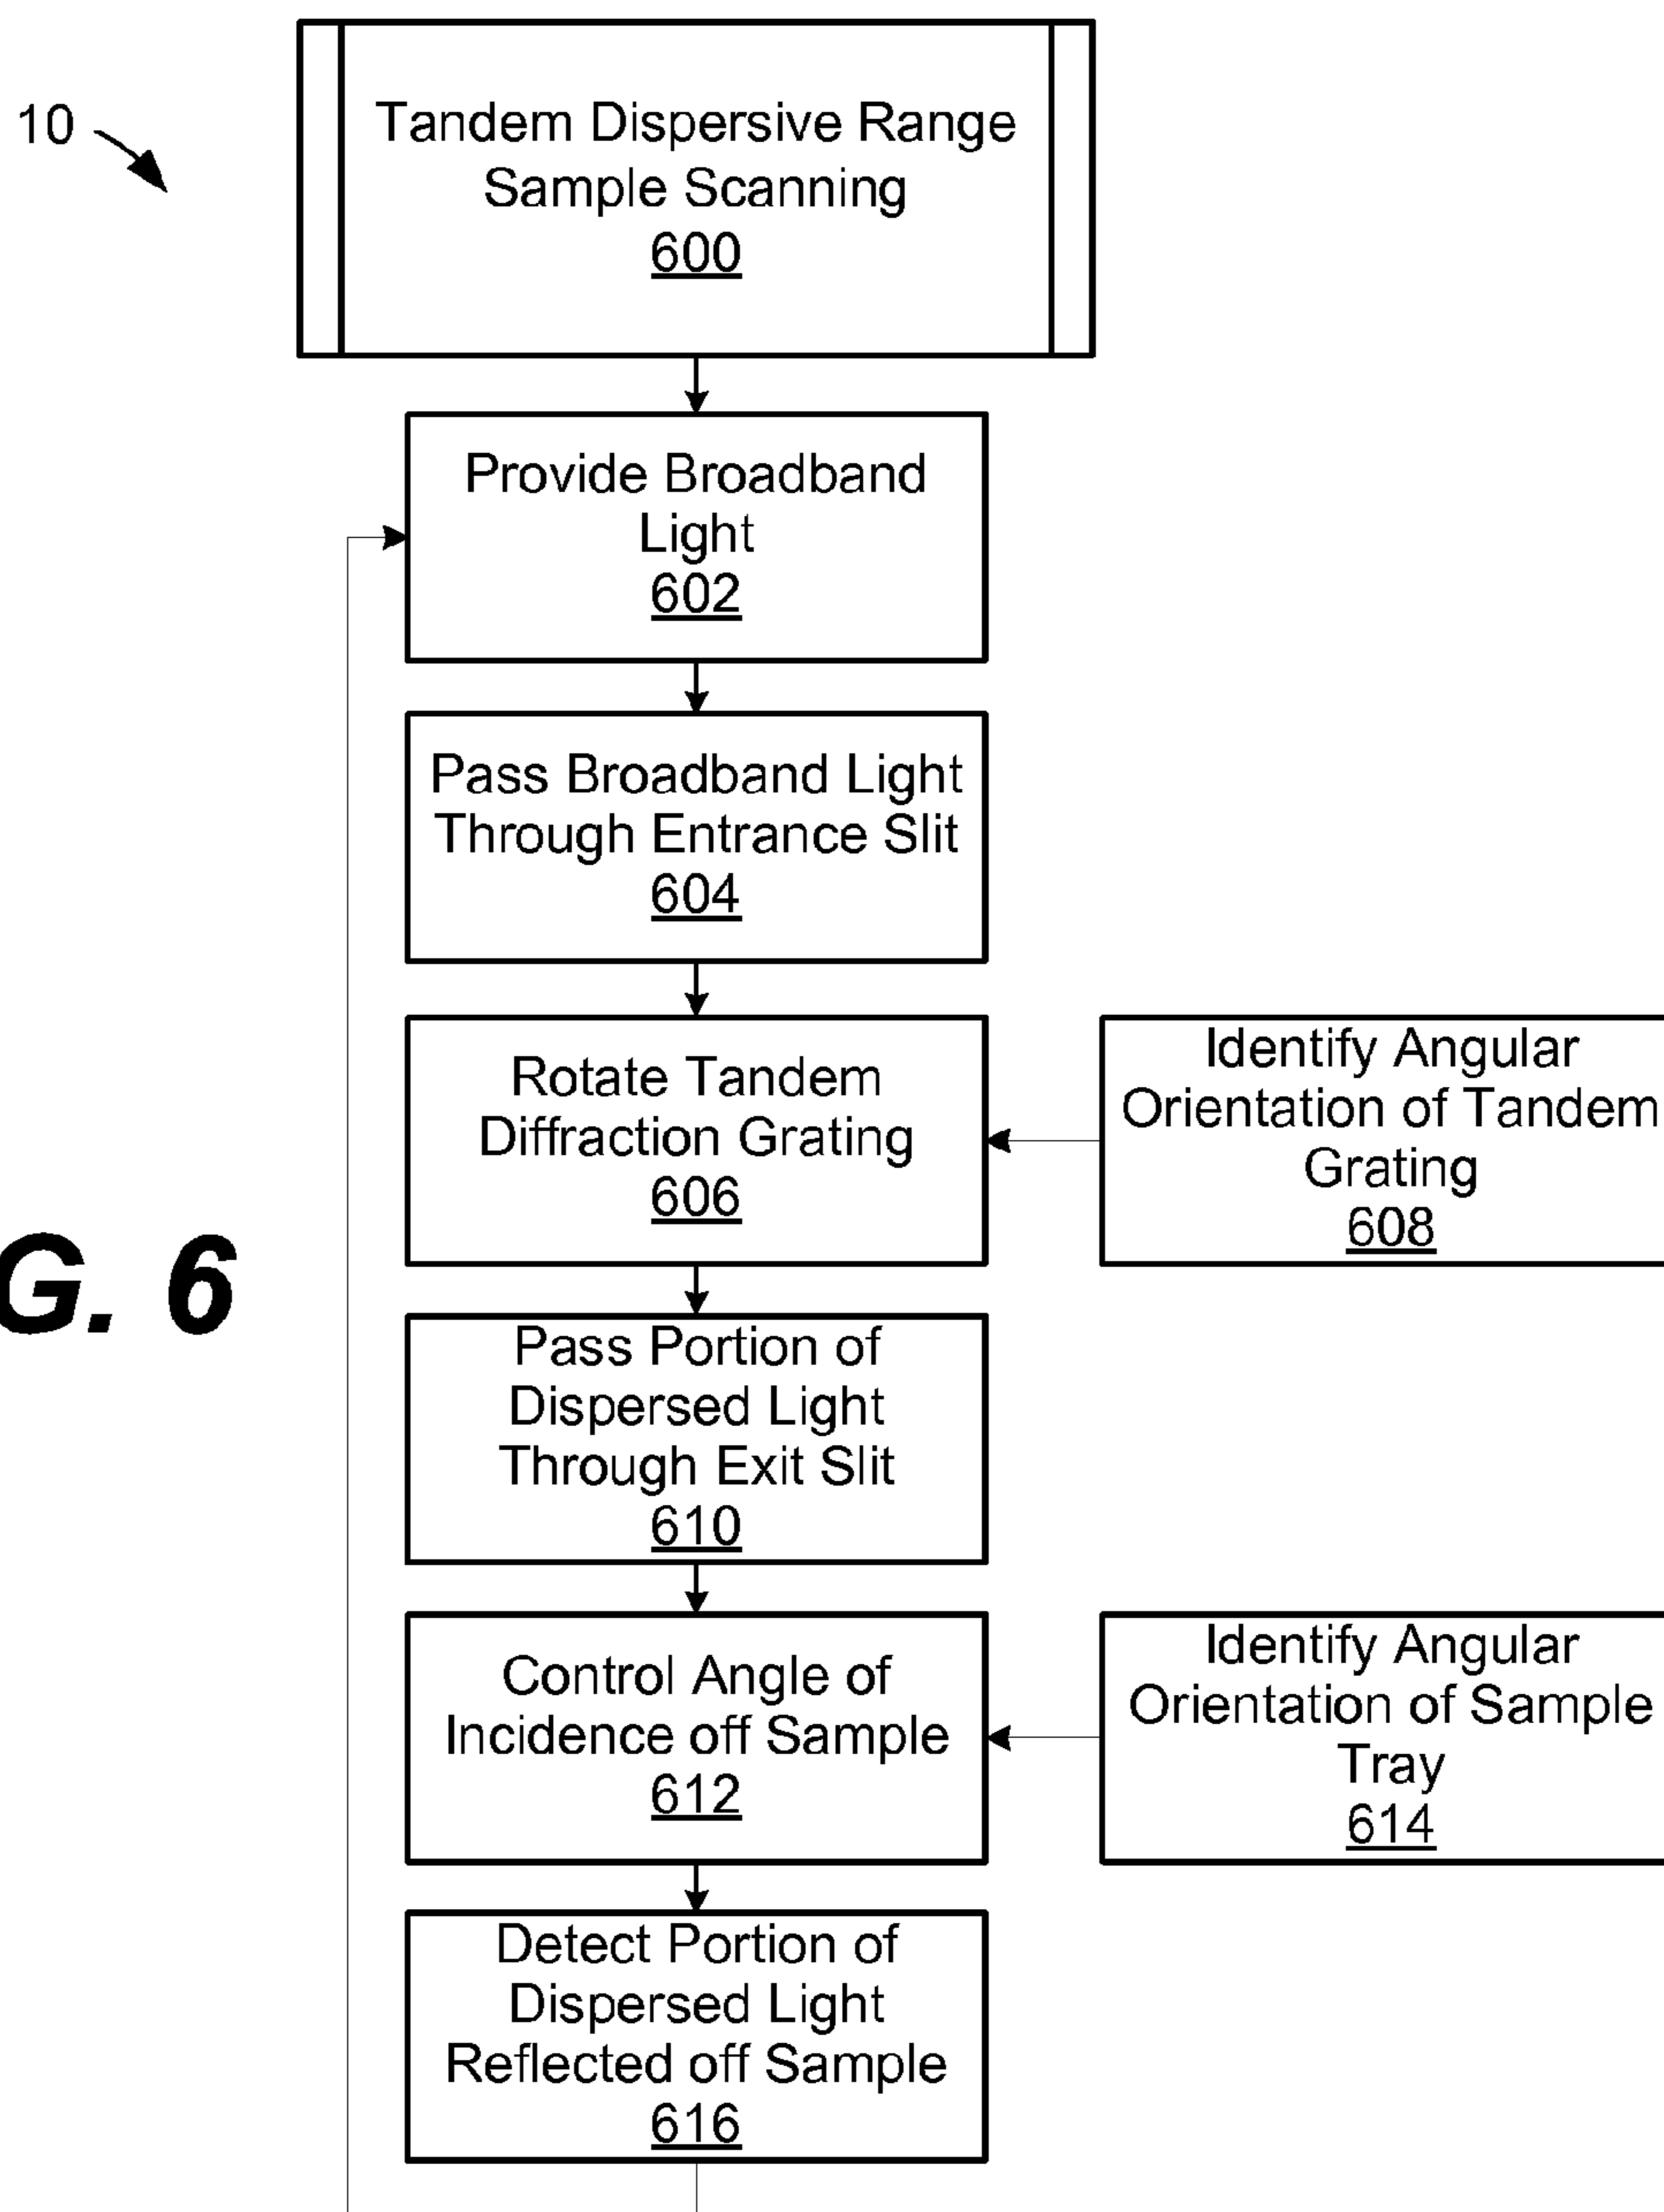 10
Tandem Dispersive Range
Sample Scanning
600
Provide Broadband
Light
602
Pass Broadband Light
Through Entrance Slit
604
Rotate Tandem
Diffraction Grating
606
Identify Angular
Orientation of Tandem
Grating
608
G. 6
Pass Portion of
Dispersed Light
Through Exit Slit
610
Control Angle of
Incidence off Sample
612
Identify Angular
Orientation of Sample
Tray
614
Detect Portion of
Dispersed Light
Reflected off Sample
616